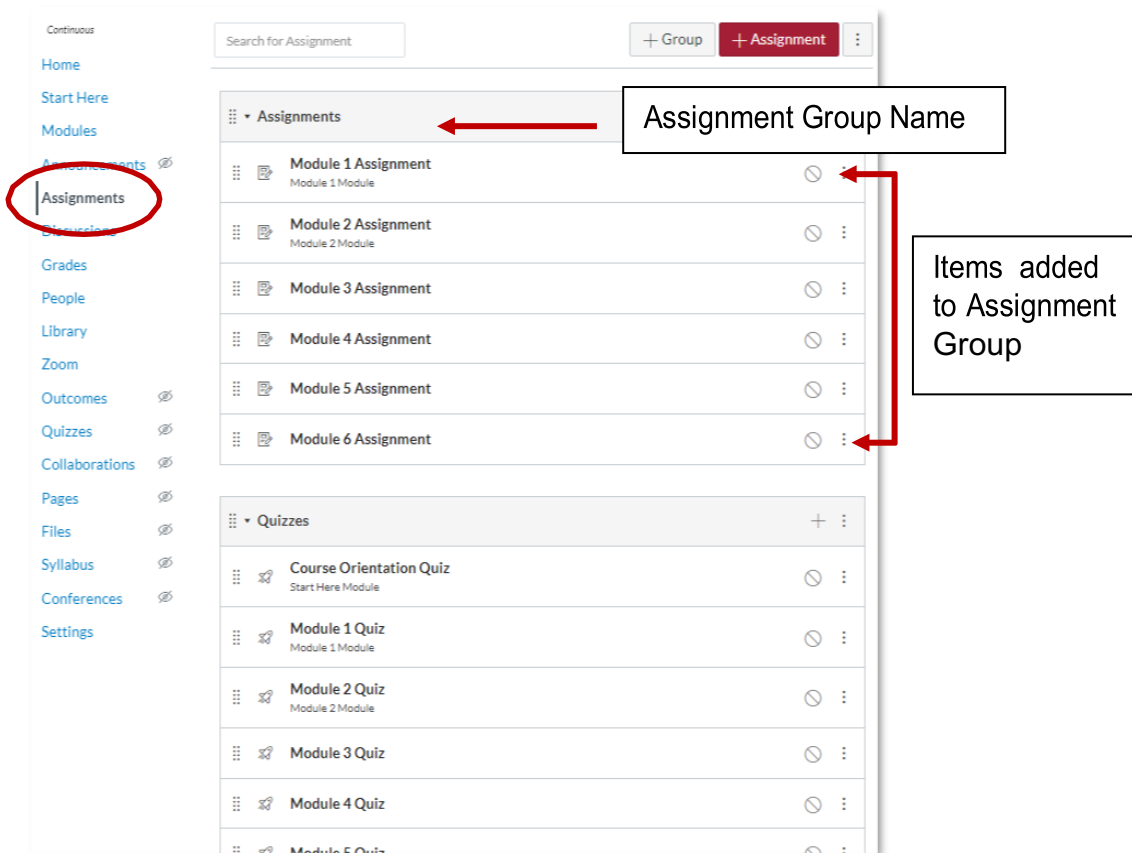 Continuous
Home
Start Here
Modules
Announcements
Assignments
Discussions
Grades
People
Library
Zoom
Outcomes
Quizzes
Collaborations
Pages
Files
Syllabus
Conferences
Settings
Search for Assignment
+ Group
+ Assignment
Assignments
Assignment Group Name
Module 1 Assignment
Module 1 Module
Module 2 Assignment
Module 2 Module
Module 3 Assignment
Module 4 Assignment
Module 5 Assignment
Module 6 Assignment
Items added
to Assignment
Group
Quizzes
Course Orientation Quiz
Start Here Module
Module 1 Quiz
Module 1 Module
Module 2 Quiz
Module 2 Module
Module 3 Quiz
Module 4 Quiz
Module 5 Quiz